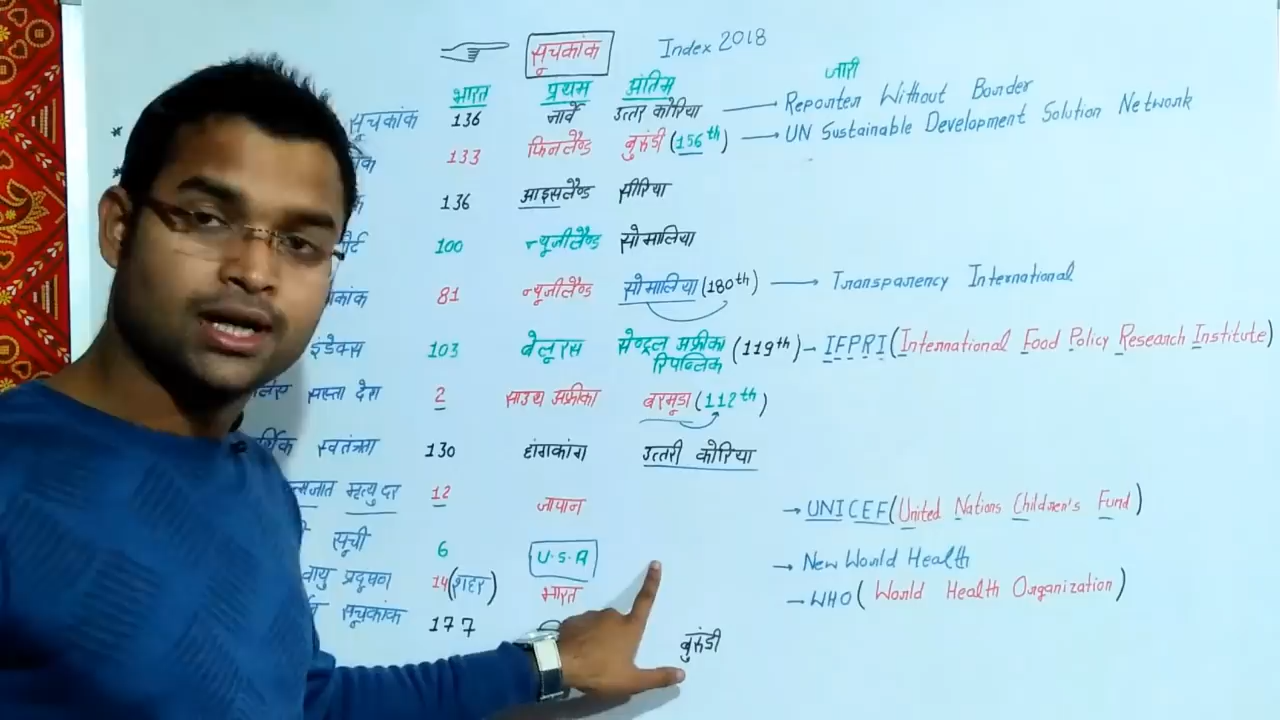 सूचकांक Index 2018
भारत प्रथम अंतिम जारी
* सूचकांक 136 नार्वे उत्तर कोरिया — Reporter Without Boarder
* 133 फिनलैण्ड बुरुंडी (156th) → UN Sustainable Development Solution Network
136 आइसलैण्ड सीरिया
100 न्यूजीलैण्ड सोमालिया
81 न्यूजीलैण्ड सोमालिया (180th) → Transparency International
इंडेक्स 103 बेलूरस सेण्ट्रल अफ्रीका रिपब्लिक (119th) → IFPRI (International Food Policy Research Institute)
सस्ता देश 2 साउथ अफ्रीका बरमूडा (112th)
स्वतंत्रता 130 हांगकांग उत्तरी कोरिया
मृत्यु दर 12 जापान → UNICEF (United Nations Children's Fund)
सूची 6 U.S.A → New World Health
वायु प्रदूषण 14 (शहर) भारत → WHO (World Health Organization)
सूचकांक 177 बुरुंडी